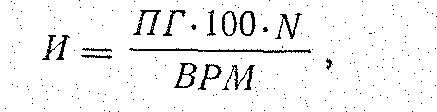 И = ПГ·100·N / ВРМ ,